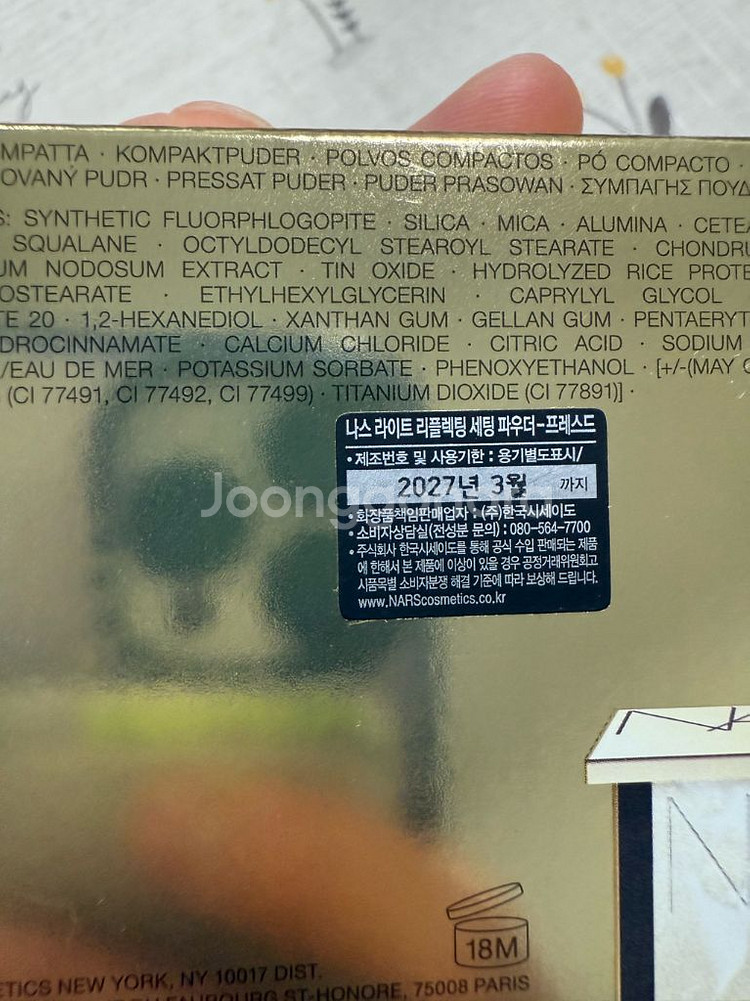 MPATTA · KOMPAKTPUDER · POLVOS COMPACTOS · PÓ COMPACTO ·
OVANÝ PUDR · PRESSAT PUDER · PUDER PRASOWAN · ΣΥΜΠΑΓΗΣ ΠΟΥΔ
S: SYNTHETIC FLUORPHLOGOPITE · SILICA · MICA · ALUMINA · CETEA
SQUALANE · OCTYLDODECYL STEAROYL STEARATE · CHONDRU
UM NODOSUM EXTRACT · TIN OXIDE · HYDROLYZED RICE PROTE
OSTEARATE · ETHYLHEXYLGLYCERIN · CAPRYLYL GLYCOL
TE 20 · 1,2-HEXANEDIOL · XANTHAN GUM · GELLAN GUM · PENTAERYT
DROCINNAMATE · CALCIUM CHLORIDE · CITRIC ACID · SODIUM
/EAU DE MER · POTASSIUM SORBATE · PHENOXYETHANOL · [+/-(MAY C
(CI 77491, CI 77492, CI 77499) · TITANIUM DIOXIDE (CI 77891)] ·
나스 라이트 리플렉팅 세팅 파우더-프레스드
• 제조번호 및 사용기한 : 용기별도표시/
2027년 3월 까지
• 화장품책임판매업자 : (주)한국시세이도
• 소비자상담실(전성분 문의) : 080-564-7700
• 주식회사 한국시세이도를 통해 공식 수입 판매되는 제품
에 한해서 본 제품에 이상이 있을 경우 공정거래위원회고
시품목별 소비자분쟁 해결 기준에 따라 보상해 드립니다.
www.NARScosmetics.co.kr
18M
ETICS NEW YORK, NY 10017 DIST.
FAUBOURG ST-HONORE, 75008 PARIS